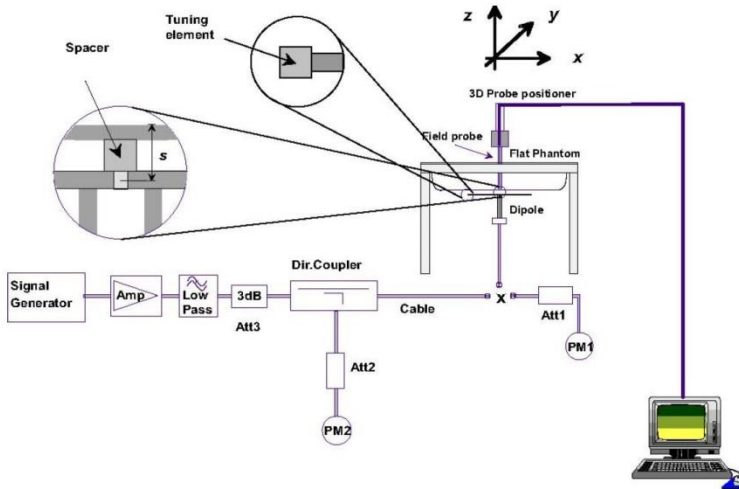 Tuning
element
Spacer
s
z
y
x
3D Probe positioner
Field probe
Flat Phantom
Dipole
Signal
Generator
Amp
Low
Pass
3dB
Att3
Dir.Coupler
Cable
x
Att1
PM1
Att2
PM2